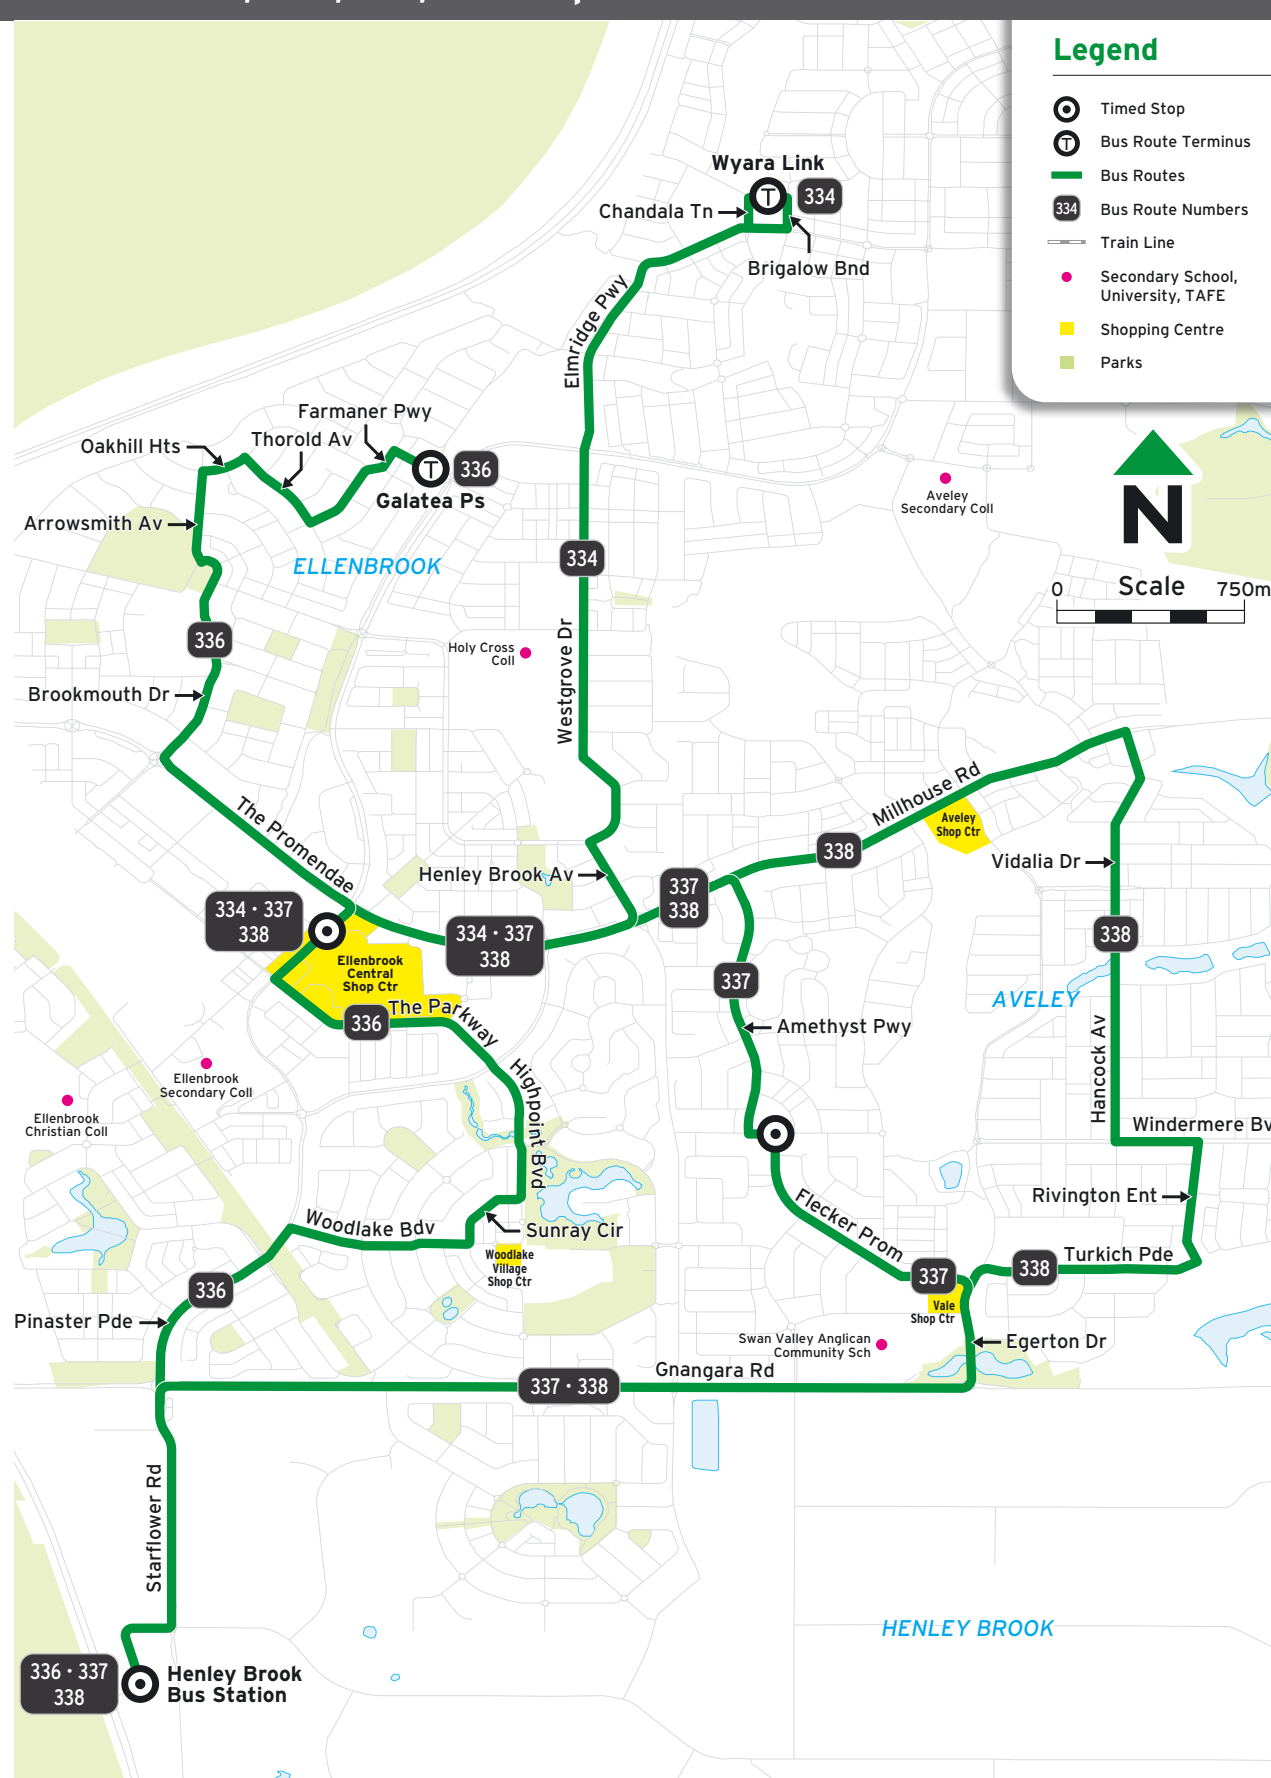 Legend
Timed Stop
T
Bus Route Terminus
Bus Routes
334
Bus Route Numbers
Train Line
Secondary School,
University, TAFE
Shopping Centre
Parks
Wyara Link
T
334
Chandala Tn
Brigalow Bnd
Elmridge Pwy
Farmaner Pwy
Thorold Av
Oakhill Hts
T
336
Galatea Ps
Arrowsmith Av
ELLENBROOK
334
Aveley
Secondary Coll
N
0 Scale 750m
336
Holy Cross
Coll
Westgrove Dr
Brookmouth Dr
The Promendae
Millhouse Rd
Aveley
Shop Ctr
338
Vidalia Dr
Henley Brook Av
337
338
334 • 337
338
334 • 337
338
338
Ellenbrook
Central
Shop Ctr
337
AVELEY
336
The Parkway
Amethyst Pwy
Hancock Av
Highpoint Bvd
Ellenbrook
Secondary Coll
Ellenbrook
Christian Coll
Windermere Bv
Rivington Ent
Flecker Prom
Woodlake Bdv
Sunray Cir
Woodlake
Village
Shop Ctr
Turkich Pde
338
337
336
Vale
Shop Ctr
Pinaster Pde
Swan Valley Anglican
Community Sch
Egerton Dr
Gnangara Rd
337 • 338
Starflower Rd
HENLEY BROOK
336 • 337
338
Henley Brook
Bus Station